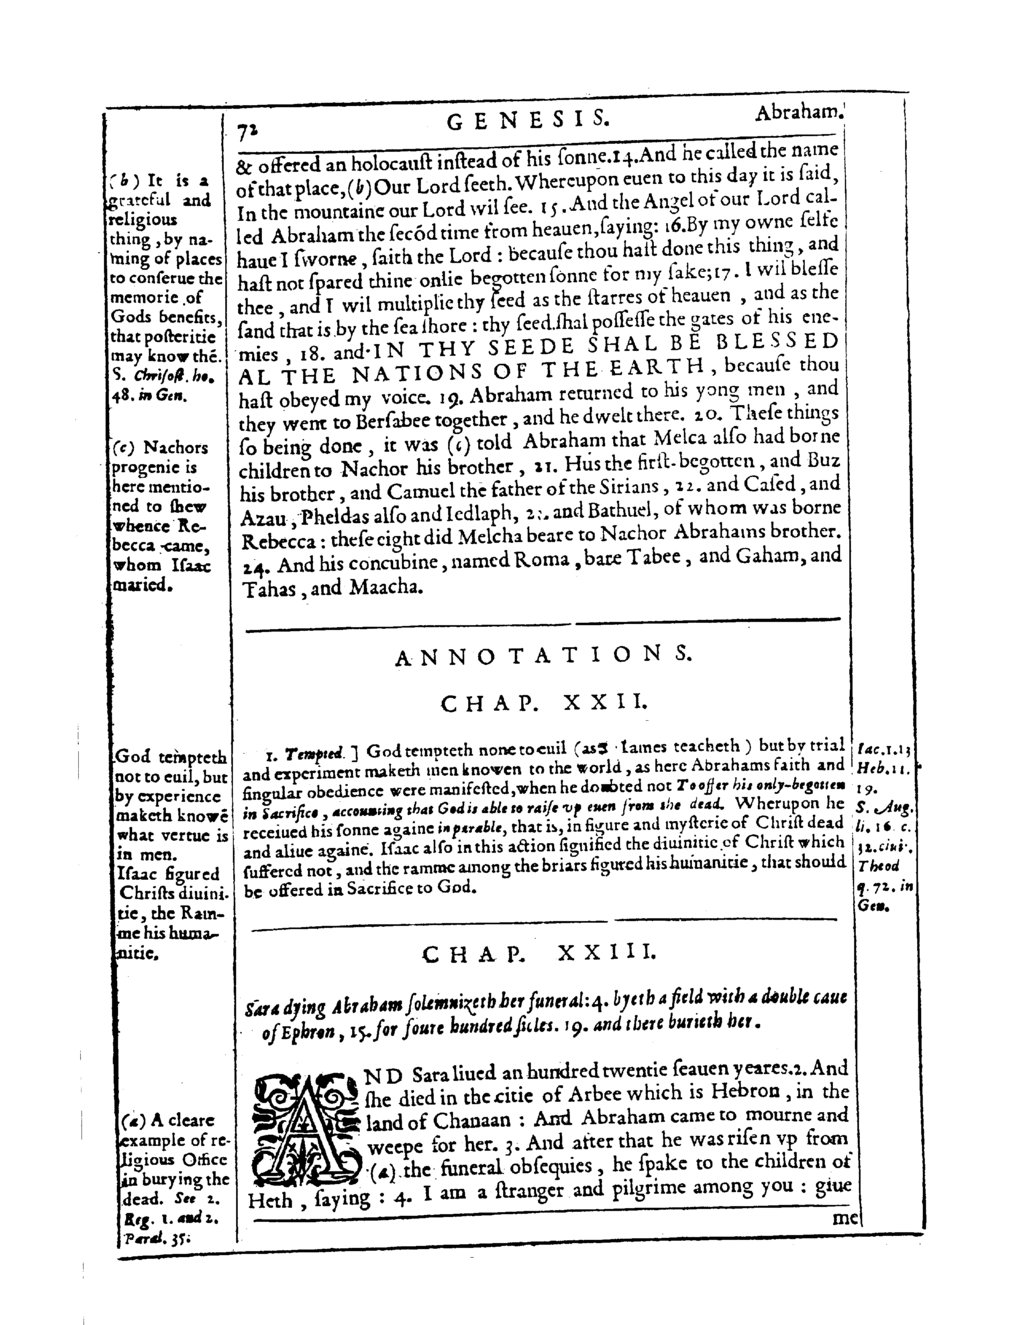 72
GENESIS.
Abraham.
& offered an holocauſt inſtead of his ſonne. 14. And he called the name
of that place, (b) Our Lord ſeeth. Whereupon euen to this day it is ſaid,
In the mountaine our Lord wil ſee. 15. And the Angel of our Lord cal-
led Abraham the ſecõd time from heauen, ſaying: 16. By my owne ſelfe
haue I ſworne, ſaith the Lord: becauſe thou haſt done this thing, and
haſt not ſpared thine onlie begotten ſonne for my ſake; 17. I wil bleſſe
thee, and I wil multiplie thy ſeed as the ſtarres of heauen, and as the
ſand that is by the ſea ſhore: thy ſeed ſhal poſſeſſe the gates of his ene-
mies, 18. and IN THY SEEDE SHAL BE BLESSED
AL THE NATIONS OF THE EARTH, becauſe thou
haſt obeyed my voice. 19. Abraham returned to his yong men, and
they went to Berſabee together, and he dwelt there. 20. Theſe things
ſo being done, it was (c) told Abraham that Melca alſo had borne
children to Nachor his brother, 21. Hus the firſt-begotten, and Buz
his brother, and Camuel the father of the Sirians, 22. and Caſed, and
Azau, Pheldas alſo and Iedlaph, 23. and Bathuel, of whom was borne
Rebecca: theſe eight did Melcha beare to Nachor Abrahams brother.
24. And his concubine, named Roma, bare Tabee, and Gaham, and
Tahas, and Maacha.
(b) It is a
grateful and
religious
thing, by na-
ming of places
to conſerue the
memorie of
Gods benefits,
that poſteritie
may know thẽ.
S. Chriſoſt. ho.
48. in Gen.
(c) Nachors
progenie is
here mentio-
ned to ſhew
whence Re-
becca came,
whom Iſaac
maried.
ANNOTATIONS.
CHAP. XXII.
1. Tempted.] God tempteth none to euil (as S. Iames teacheth) but by trial
and experiment maketh men knowen to the world, as here Abrahams faith and
ſingular obedience were manifeſted, when he doubted not To offer his only-begotten
in Sacrifice, accounting that God is able to raiſe vp euen from the dead. Wherupon he
receiued his ſonne againe in parable, that is, in figure and myſterie of Chriſt dead
and aliue againe. Iſaac alſo in this action ſignified the diuinitie of Chriſt which
ſuffered not, and the ramme among the briars figured his humanitie, that should
be offered in Sacrifice to God.
God tempteth
not to euil, but
by experience
maketh knowẽ
what vertue is
in men.
Iſaac figured
Chriſts diuini-
tie, the Ram-
me his huma-
nitie.
Iac. 1. 13
Heb. 11.
19.
S. Aug.
li. 16. c.
32. ciuit.
Theod
q. 72. in
Gen.
CHAP. XXIII.
Sara dying Abraham ſolemnizeth her funeral: 4. byeth a field with a double caue
of Ephron, 15. for foure hundred ſicles. 19. and there burieth her.
AND Sara liued an hundred twentie ſeauen yeares. 2. And
ſhe died in the citie of Arbee which is Hebron, in the
land of Chanaan: And Abraham came to mourne and
weepe for her. 3. And after that he was riſen vp from
(a) the funeral obſequies, he ſpake to the children of
Heth, ſaying: 4. I am a ſtranger and pilgrime among you: giue
me
(a) A cleare
example of re-
ligious Office
in burying the
dead. See 2.
Reg. 1. and 2.
Paral. 35.